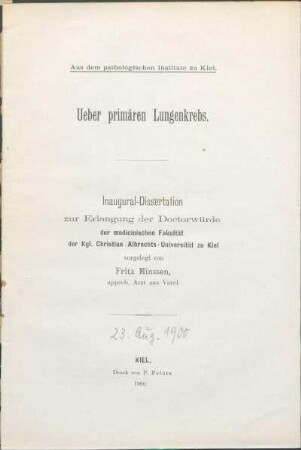 Aus dem pathologischen Institute zu Kiel.
Ueber primären Lungenkrebs.
Inaugural-Dissertation
zur Erlangung der Doctorwürde
der medicinischen Fakultät
der Kgl. Christian-Albrechts-Universität zu Kiel
vorgelegt von
Fritz Minssen,
approb. Arzt aus Varel
23. Aug. 1900
KIEL.
Druck von P. Peters
1900.